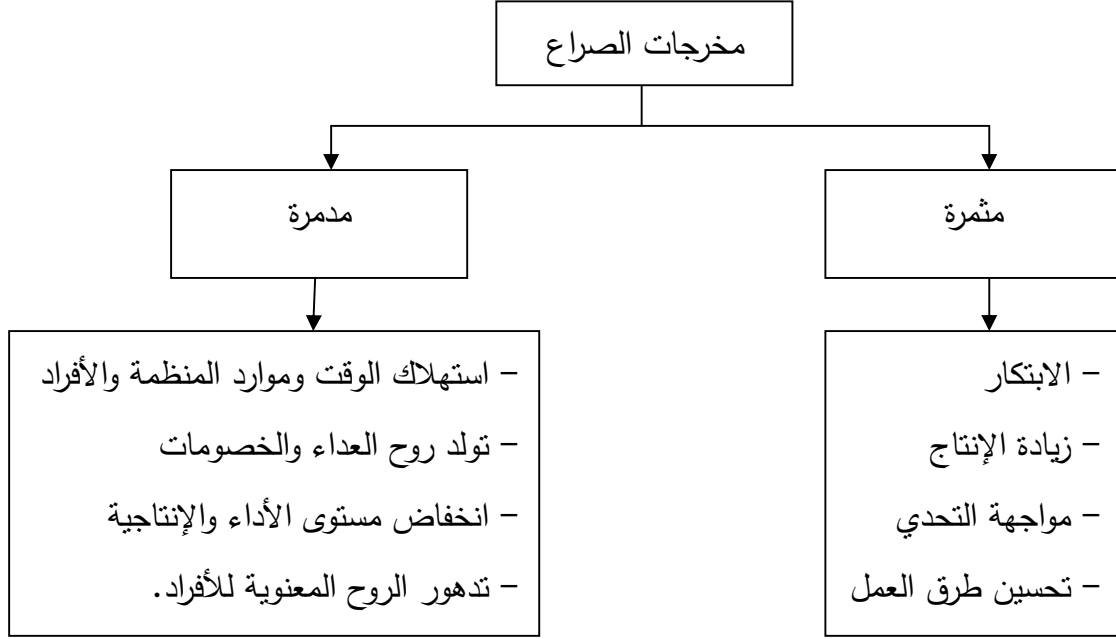 مخرجات الصراع
مثمرة
مدمرة
– الابتكار
– زيادة الإنتاج
– مواجهة التحدي
– تحسين طرق العمل
– استهلاك الوقت وموارد المنظمة والأفراد
– تولد روح العداء والخصومات
– انخفاض مستوى الأداء والإنتاجية
– تدهور الروح المعنوية للأفراد.